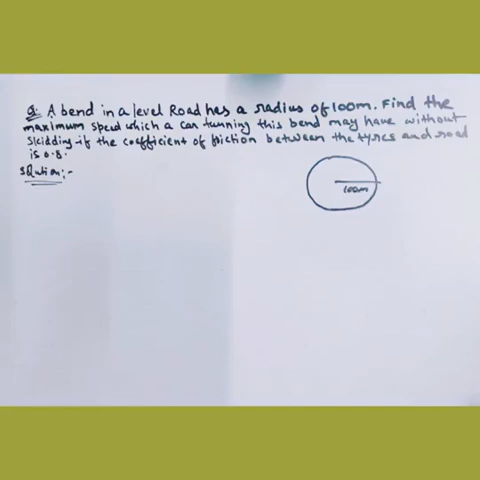 Q: A bend in a level Road has a radius of 100m. Find the
maximum speed which a car turning this bend may have without
skidding if the coefficient of friction between the tyres and road
is 0.8.
SOlution:-
100m